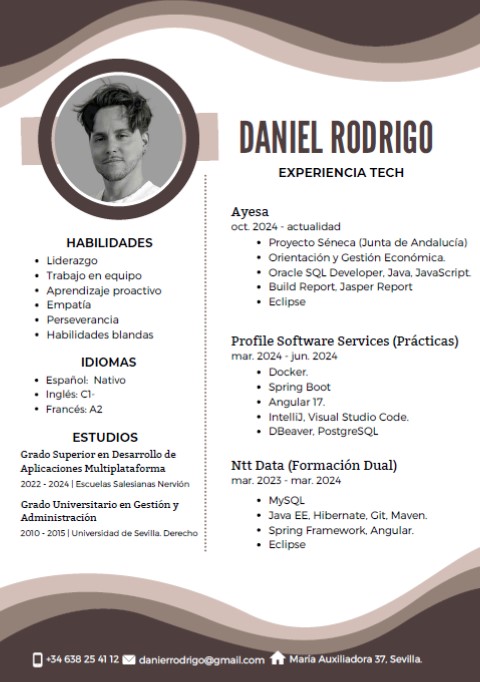 DANIEL RODRIGO
EXPERIENCIA TECH
Ayesa
oct. 2024 - actualidad
Proyecto Séneca (Junta de Andalucía)
Orientación y Gestión Económica.
Oracle SQL Developer, Java, JavaScript.
Build Report, Jasper Report
Eclipse
Profile Software Services (Prácticas)
mar. 2024 - jun. 2024
Docker.
Spring Boot
Angular 17.
IntelliJ, Visual Studio Code.
DBeaver, PostgreSQL
Ntt Data (Formación Dual)
mar. 2023 - mar. 2024
MySQL
Java EE, Hibernate, Git, Maven.
Spring Framework, Angular.
Eclipse
HABILIDADES
Liderazgo
Trabajo en equipo
Aprendizaje proactivo
Empatía
Perseverancia
Habilidades blandas
IDIOMAS
Español: Nativo
Inglés: C1-
Francés: A2
ESTUDIOS
Grado Superior en Desarrollo de
Aplicaciones Multiplataforma
2022 - 2024 | Escuelas Salesianas Nervión
Grado Universitario en Gestión y
Administración
2010 - 2015 | Universidad de Sevilla. Derecho
+34 638 25 41 12 danierrodrigo@gmail.com María Auxiliadora 37, Sevilla.